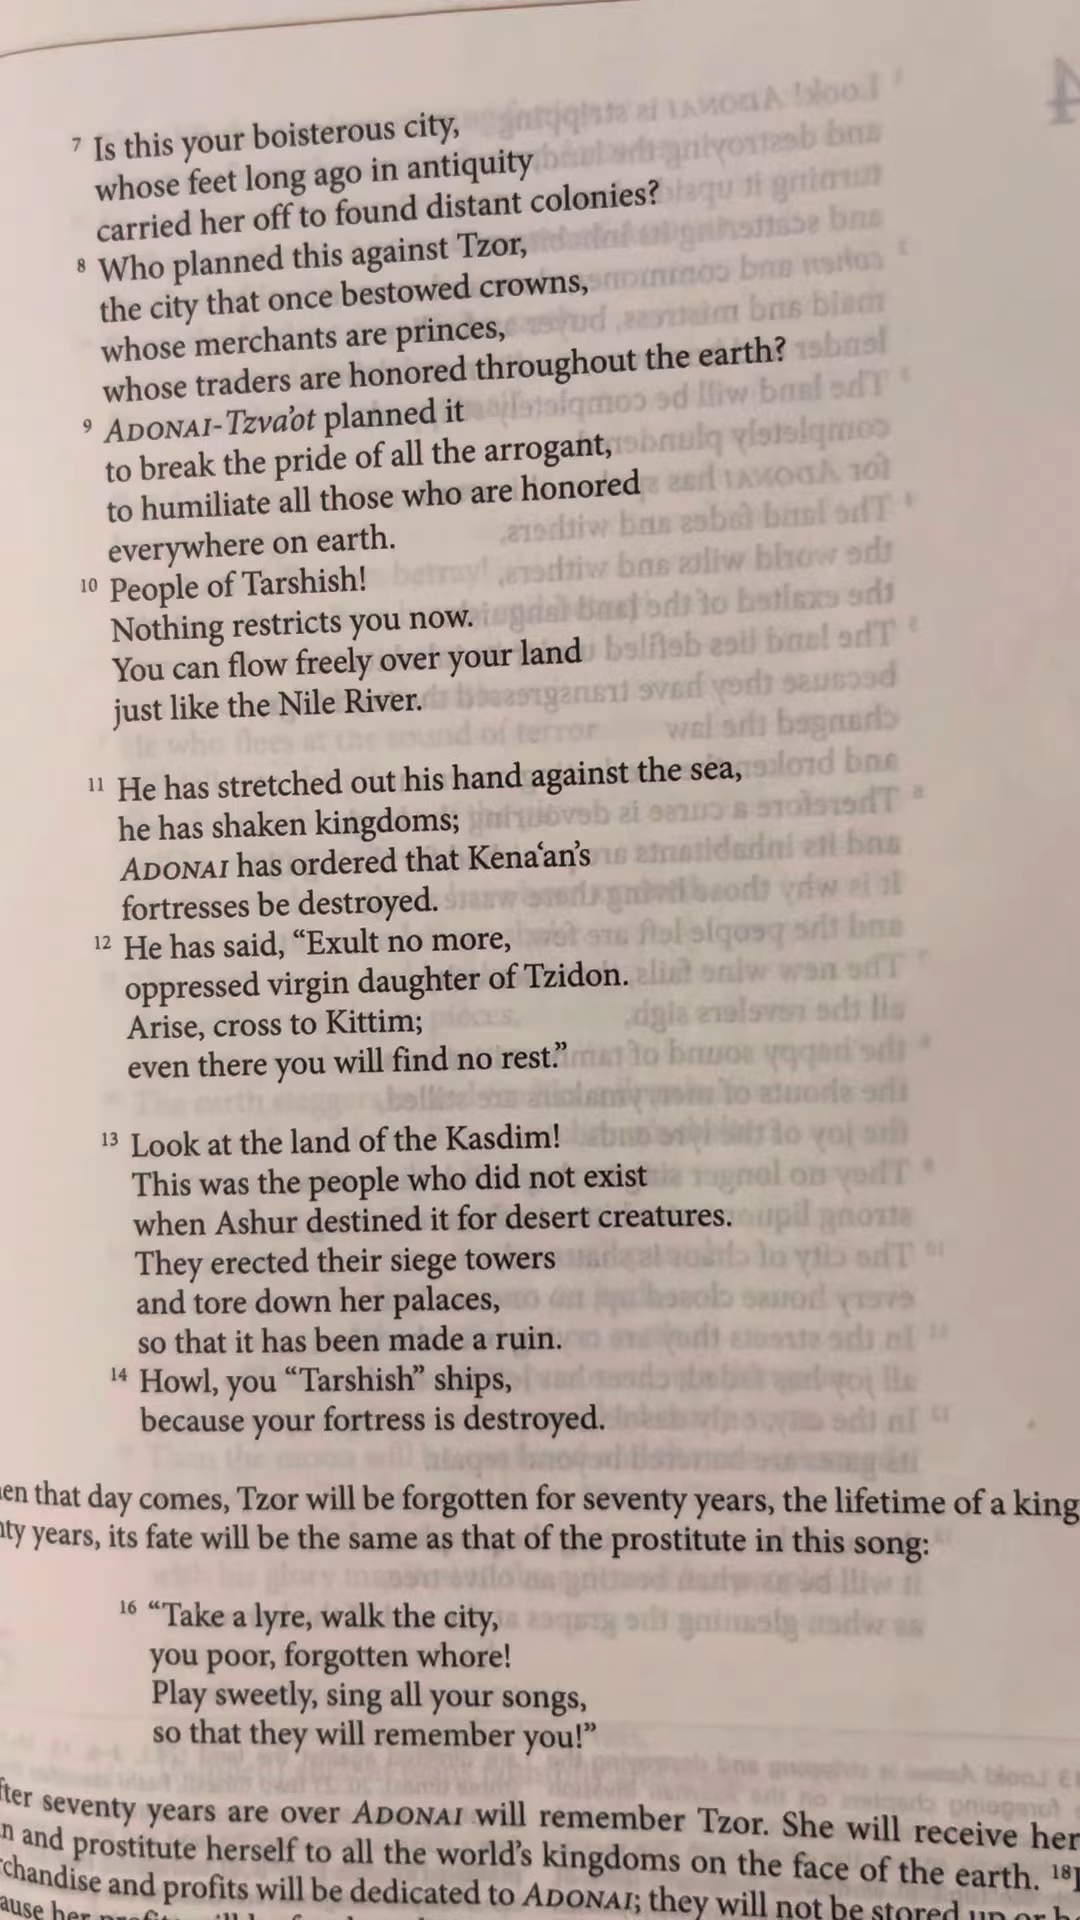 7 Is this your boisterous city,
whose feet long ago in antiquity
carried her off to found distant colonies?
8 Who planned this against Tzor,
the city that once bestowed crowns,
whose merchants are princes,
whose traders are honored throughout the earth?
9 ADONAI-Tzva’ot planned it
to break the pride of all the arrogant,
to humiliate all those who are honored
everywhere on earth.
10 People of Tarshish!
Nothing restricts you now.
You can flow freely over your land
just like the Nile River.
11 He has stretched out his hand against the sea,
he has shaken kingdoms;
ADONAI has ordered that Kena‘an’s
fortresses be destroyed.
12 He has said, “Exult no more,
oppressed virgin daughter of Tzidon.
Arise, cross to Kittim;
even there you will find no rest.”
13 Look at the land of the Kasdim!
This was the people who did not exist
when Ashur destined it for desert creatures.
They erected their siege towers
and tore down her palaces,
so that it has been made a ruin.
14 Howl, you “Tarshish” ships,
because your fortress is destroyed.
that day comes, Tzor will be forgotten for seventy years, the lifetime of a king
years, its fate will be the same as that of the prostitute in this song:
16 “Take a lyre, walk the city,
you poor, forgotten whore!
Play sweetly, sing all your songs,
so that they will remember you!”
seventy years are over ADONAI will remember Tzor. She will receive her
and prostitute herself to all the world’s kingdoms on the face of the earth. 18
and profits will be dedicated to ADONAI; they will not be stored up or
her